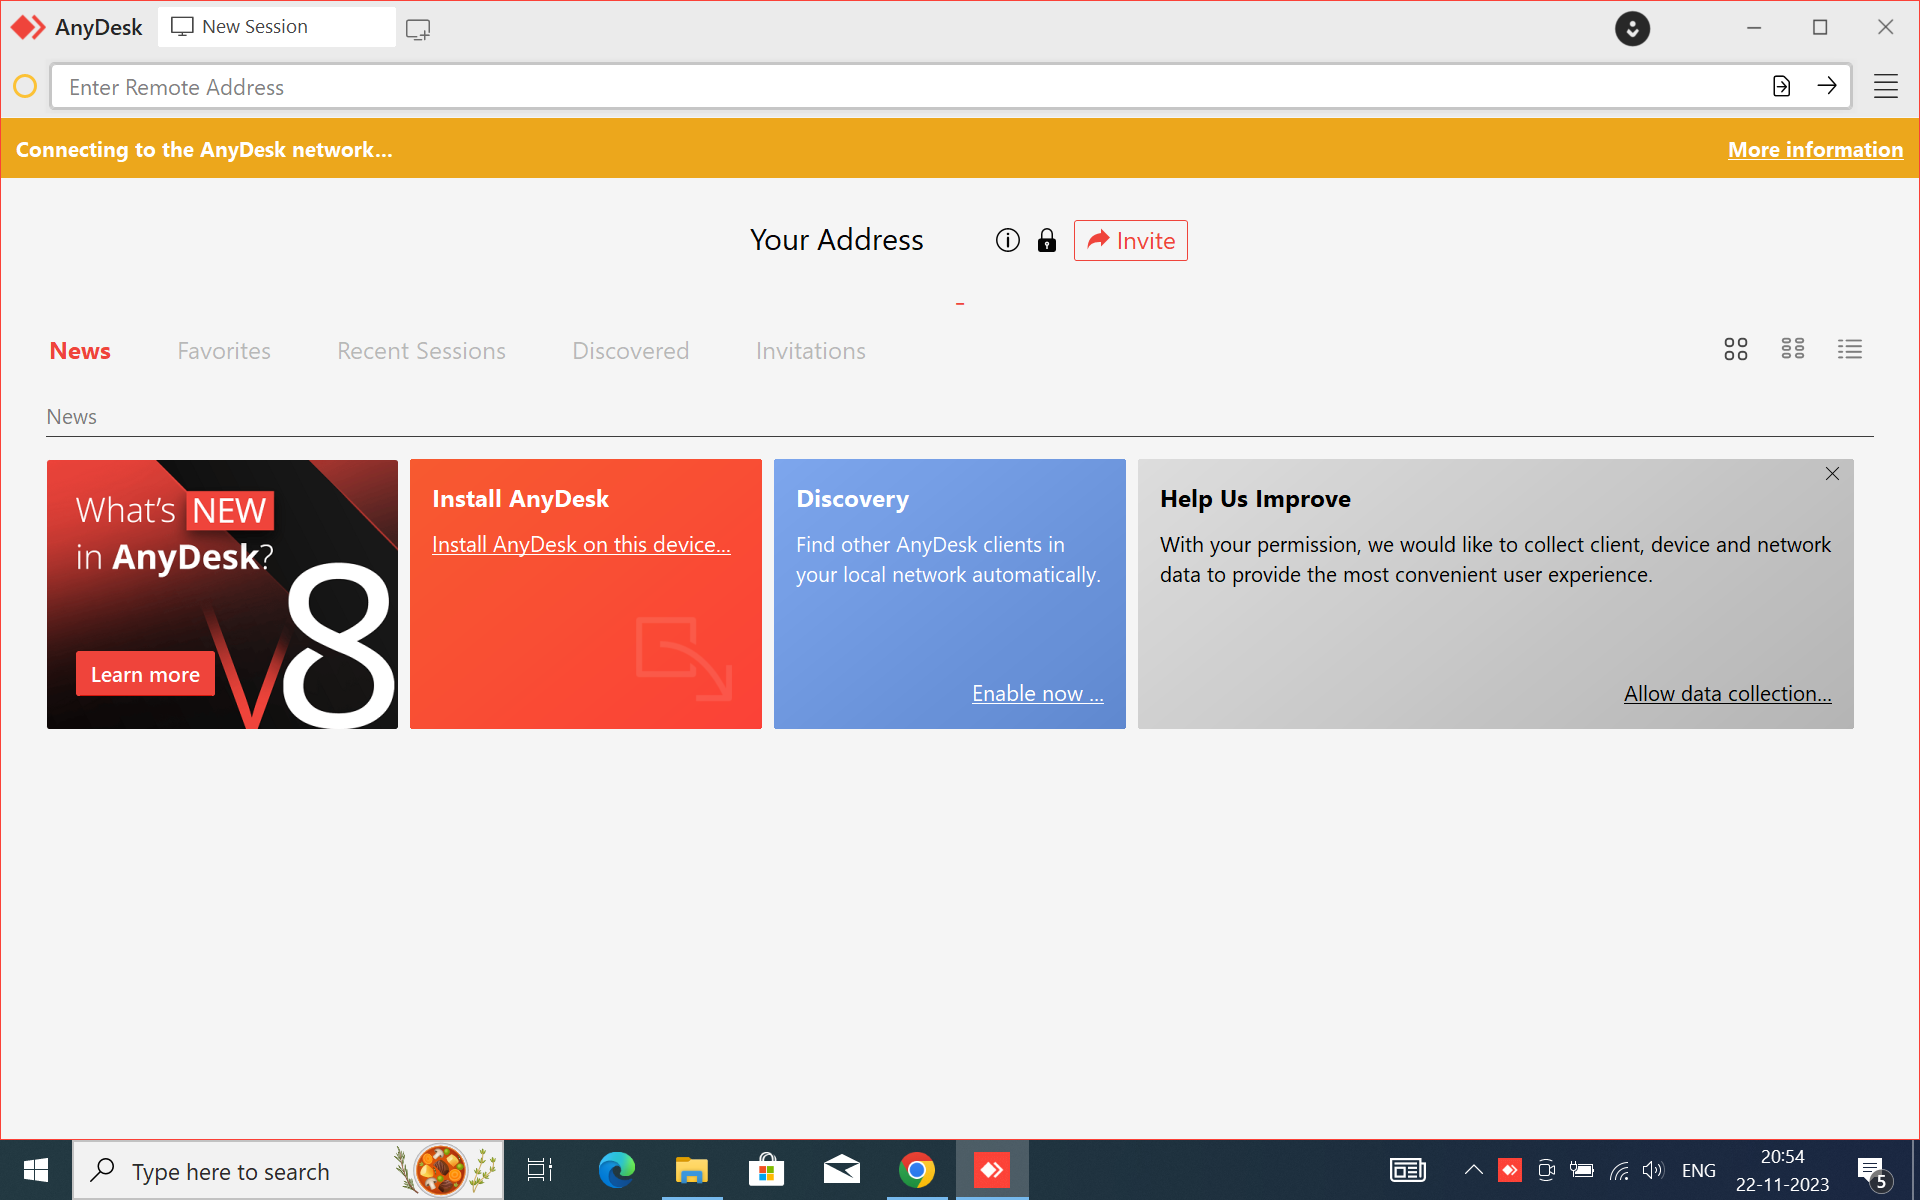 AnyDesk
New Session
Enter Remote Address
Connecting to the AnyDesk network...
More information
Your Address
Invite
News
Favorites
Recent Sessions
Discovered
Invitations
News
What's NEW
in AnyDesk?
V8
Learn more
Install AnyDesk
Install AnyDesk on this device...
Discovery
Find other AnyDesk clients in
your local network automatically.
Enable now ...
Help Us Improve
With your permission, we would like to collect client, device and network
data to provide the most convenient user experience.
Allow data collection...
Type here to search
ENG
20:54
22-11-2023
5